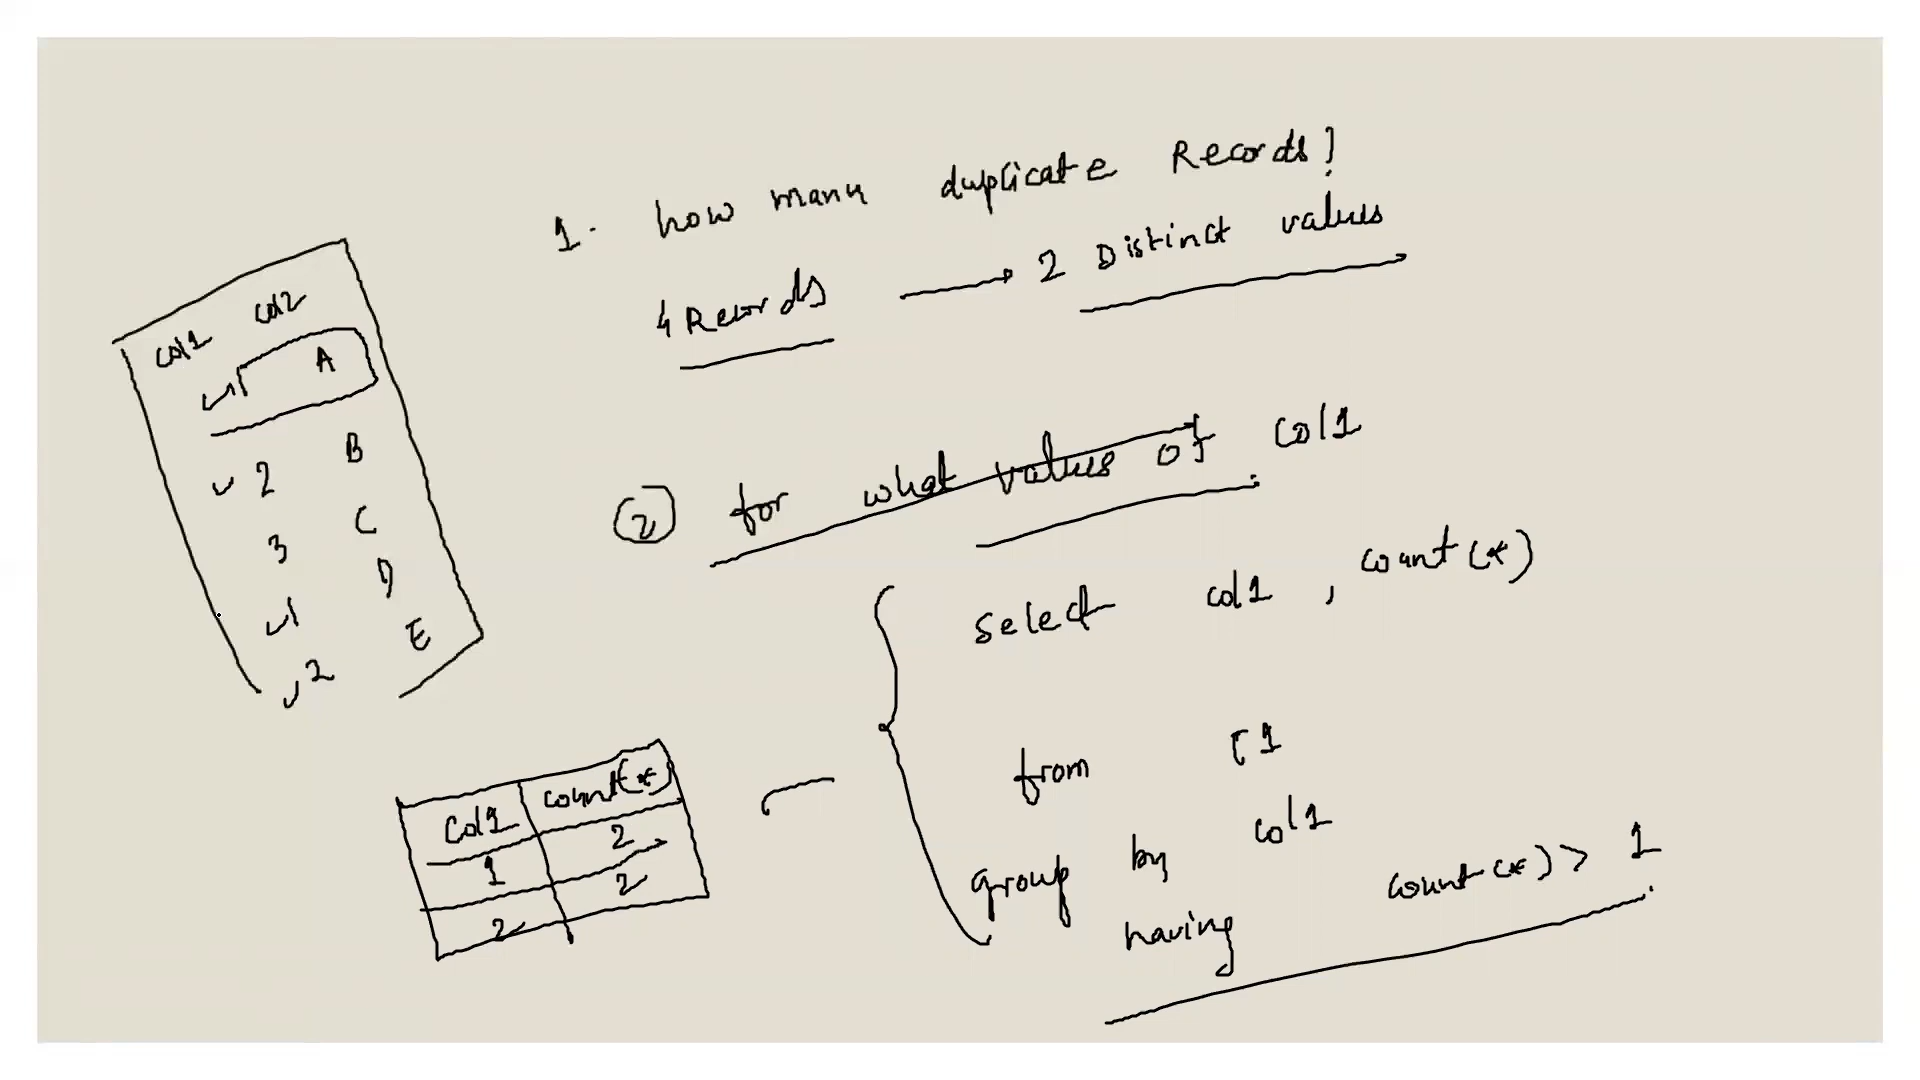 1. how many duplicate Records?
4 Records → 2 Distinct values
col1 col2
1 A
2 B
3 C
1 D
2 E
2 for what values of col1
select col1 , count(*)
from t1
group by col1
having count(*) > 1
col1 count(*)
1 2
2 2